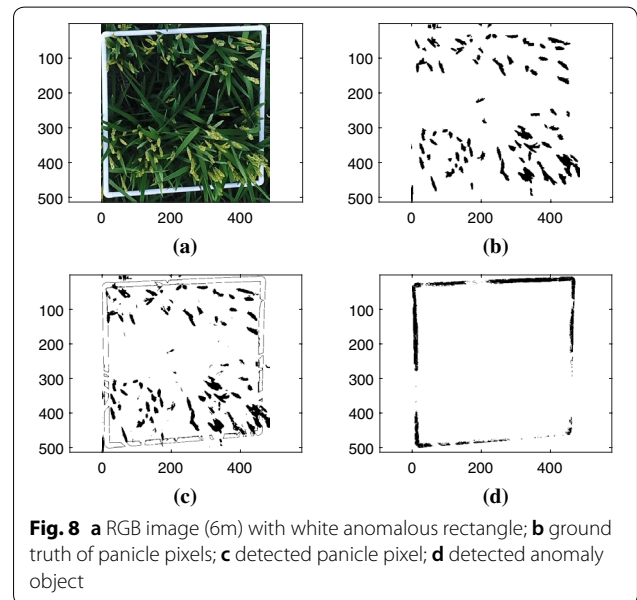 100
200
300
400
500
0 200 400
(a)
100
200
300
400
500
0 200 400
(b)
100
200
300
400
500
0 200 400
(c)
100
200
300
400
500
0 200 400
(d)
Fig. 8 a RGB image (6m) with white anomalous rectangle; b ground
truth of panicle pixels; c detected panicle pixel; d detected anomaly
object